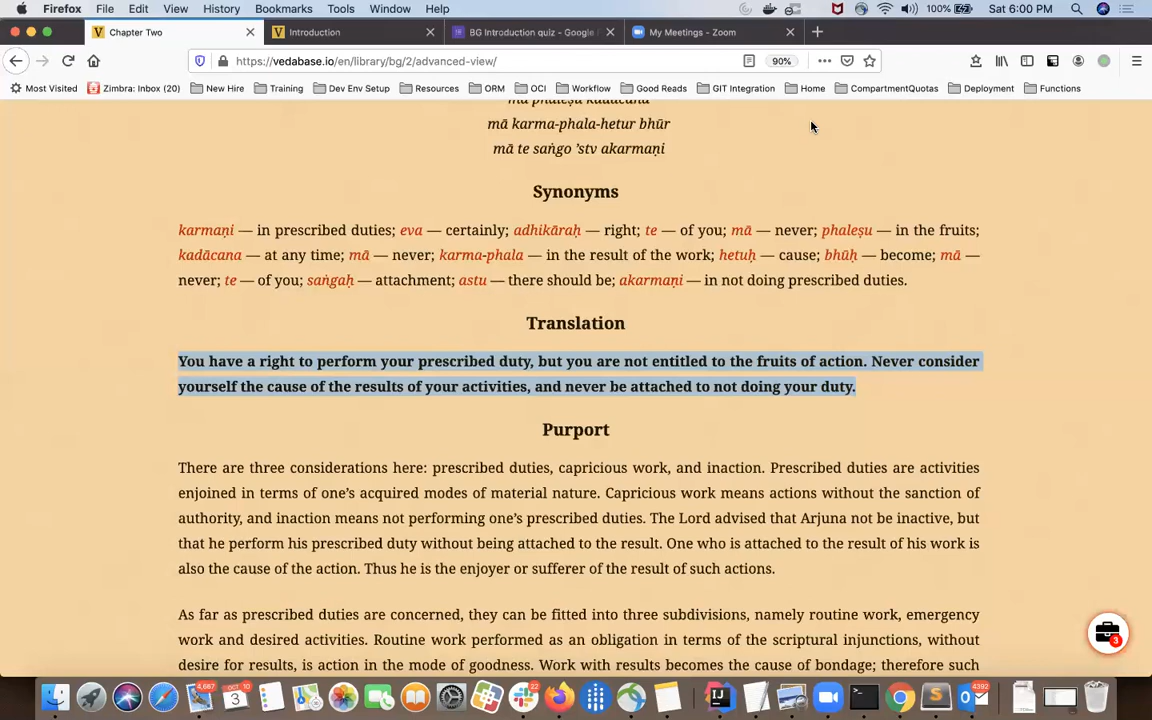 Firefox File Edit View History Bookmarks Tools Window Help 100% Sat 6:00 PM
Chapter Two Introduction BG Introduction quiz - Google My Meetings - Zoom
https://vedabase.io/en/library/bg/2/advanced-view/ 90%
Most Visited Zimbra: Inbox (20) New Hire Training Dev Env Setup Resources ORM OCI Workflow Good Reads GIT Integration Home CompartmentQuotas Deployment Functions
mā phaleṣu kadācana
mā karma-phala-hetur bhūr
mā te saṅgo ’stv akarmaṇi
Synonyms
karmaṇi — in prescribed duties; eva — certainly; adhikāraḥ — right; te — of you; mā — never; phaleṣu — in the fruits;
kadācana — at any time; mā — never; karma-phala — in the result of the work; hetuḥ — cause; bhūḥ — become; mā —
never; te — of you; saṅgaḥ — attachment; astu — there should be; akarmaṇi — in not doing prescribed duties.
Translation
You have a right to perform your prescribed duty, but you are not entitled to the fruits of action. Never consider
yourself the cause of the results of your activities, and never be attached to not doing your duty.
Purport
There are three considerations here: prescribed duties, capricious work, and inaction. Prescribed duties are activities
enjoined in terms of one’s acquired modes of material nature. Capricious work means actions without the sanction of
authority, and inaction means not performing one’s prescribed duties. The Lord advised that Arjuna not be inactive, but
that he perform his prescribed duty without being attached to the result. One who is attached to the result of his work is
also the cause of the action. Thus he is the enjoyer or sufferer of the result of such actions.
As far as prescribed duties are concerned, they can be fitted into three subdivisions, namely routine work, emergency
work and desired activities. Routine work performed as an obligation in terms of the scriptural injunctions, without
desire for results, is action in the mode of goodness. Work with results becomes the cause of bondage; therefore such
3
4,687 3 22 4392